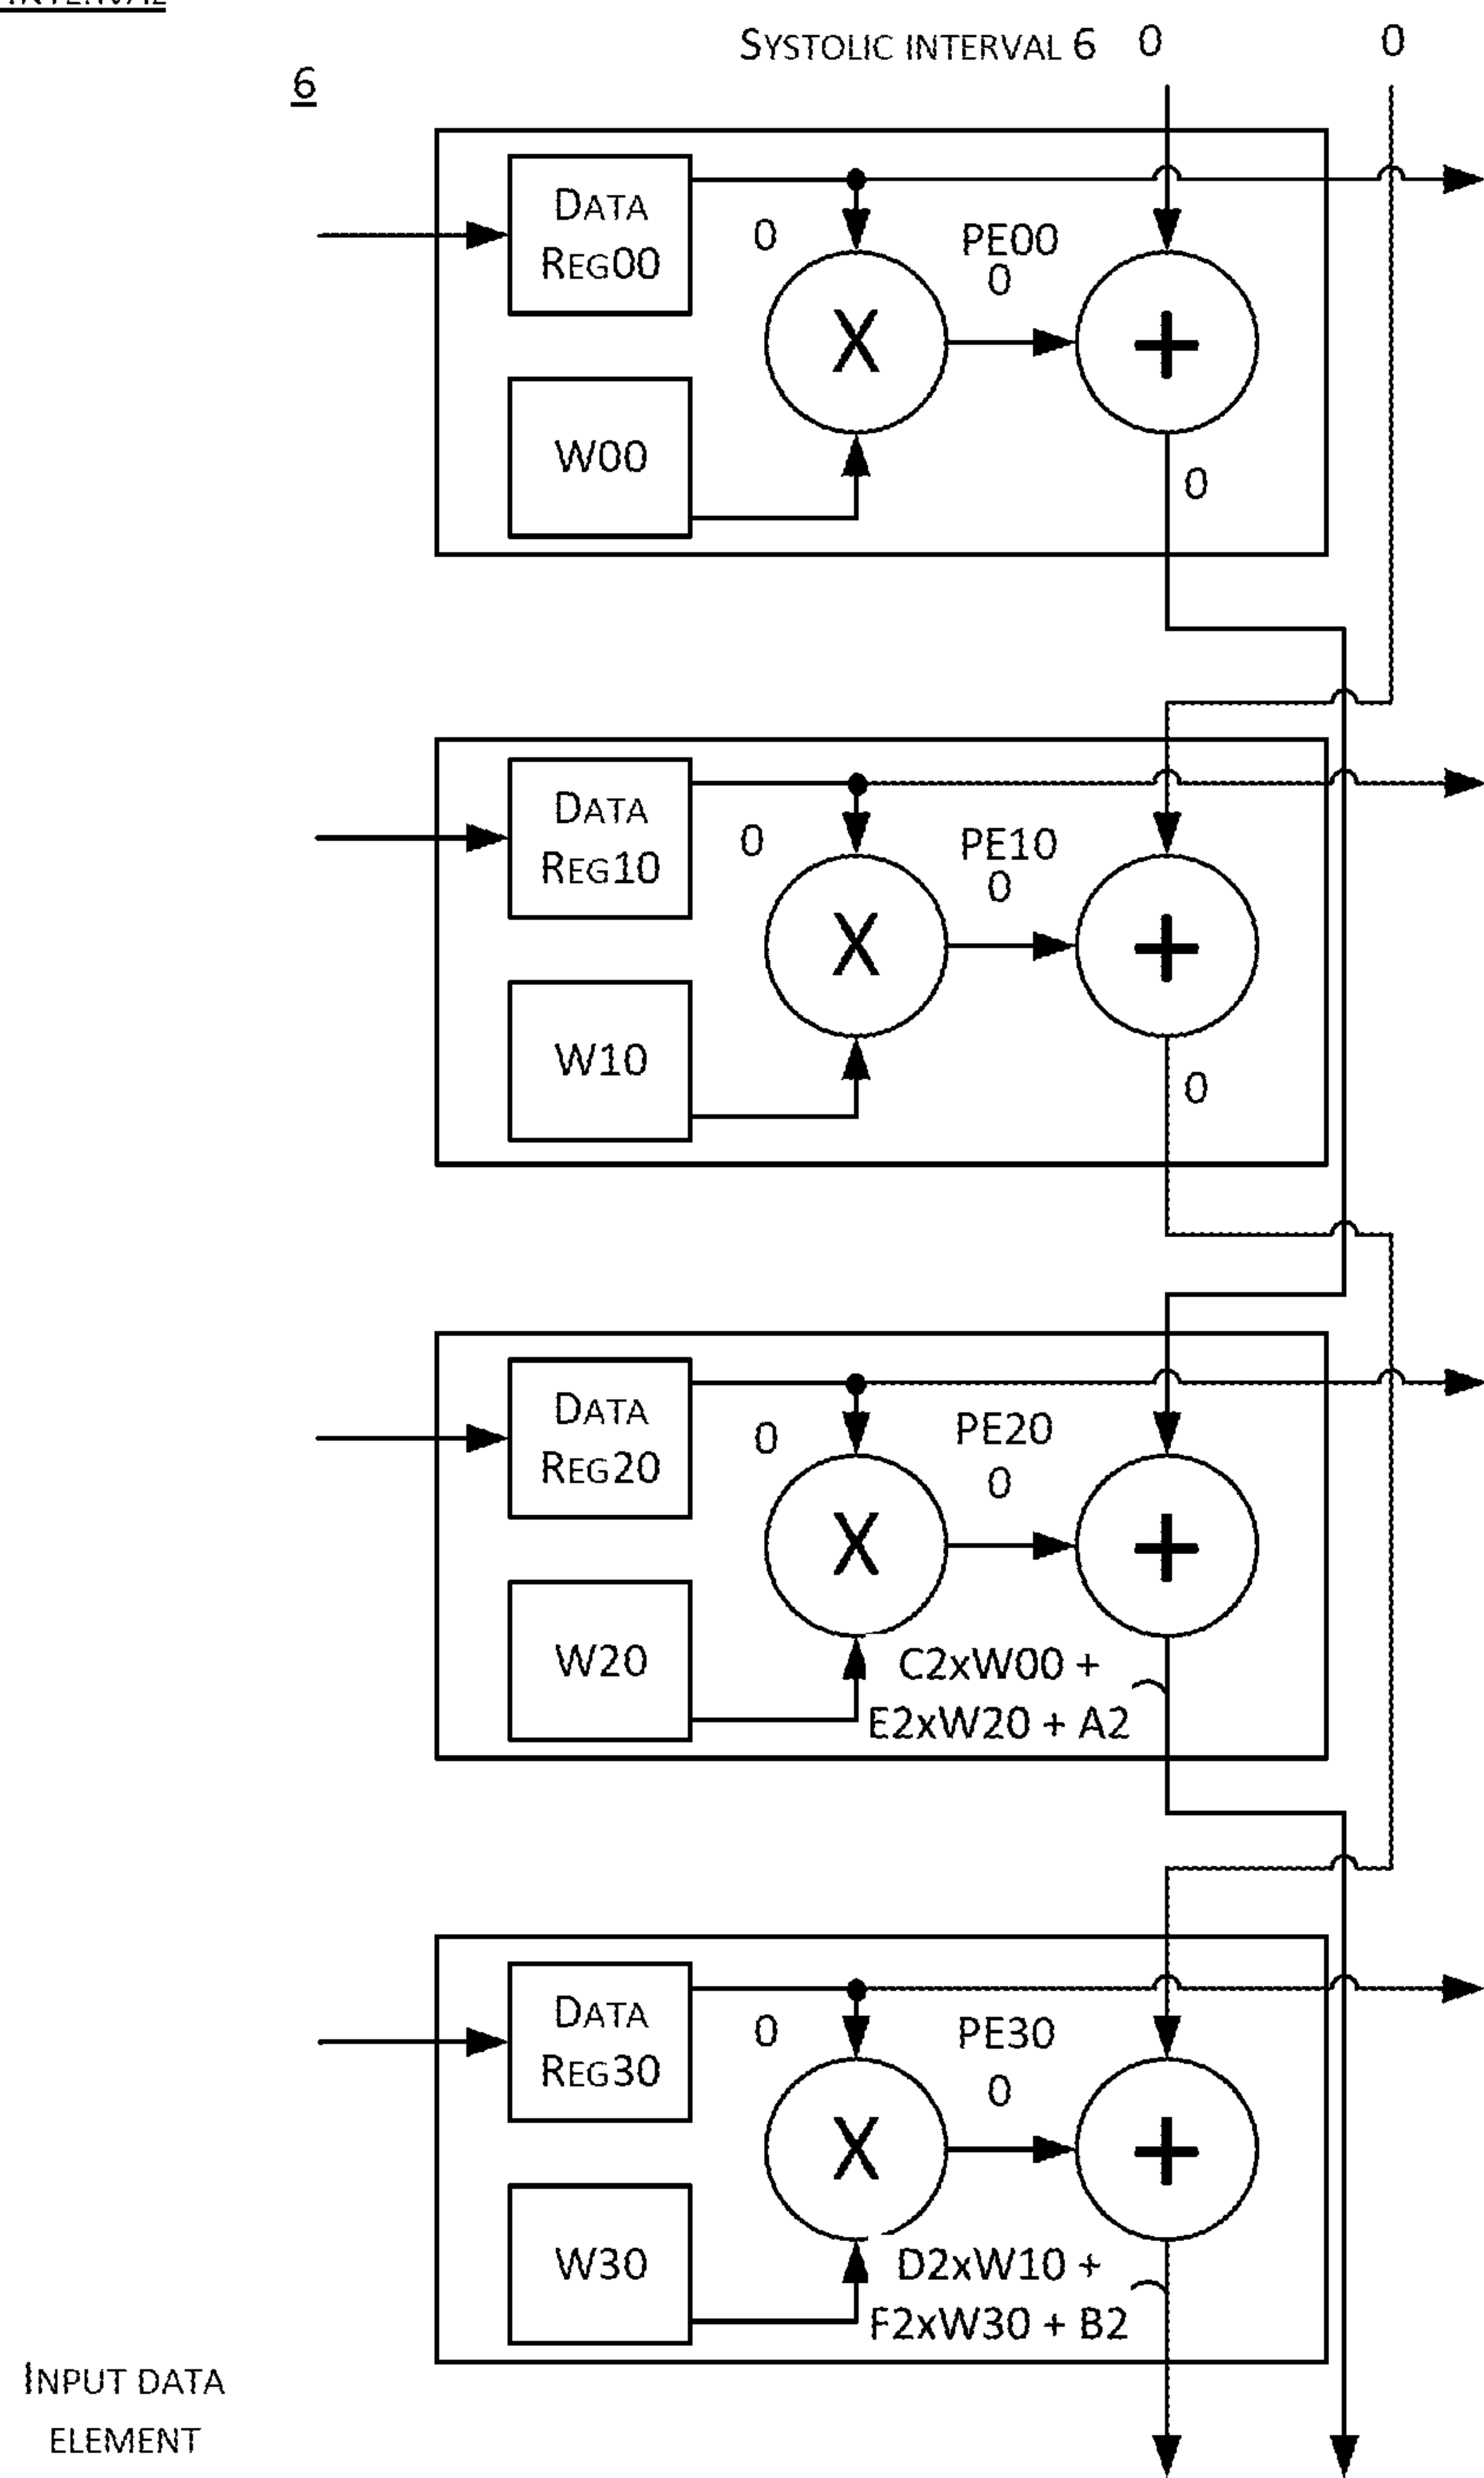 SYSTOLIC INTERVAL 6 0 0
6
DATA
REG00
0
PE00
0
X
+
W00
0
DATA
REG10
0
PE10
0
X
+
W10
0
DATA
REG20
0
PE20
0
X
+
W20
C2xW00 +
E2xW20 + A2
DATA
REG30
0
PE30
0
X
+
W30
D2xW10 +
F2xW30 + B2
INPUT DATA
ELEMENT